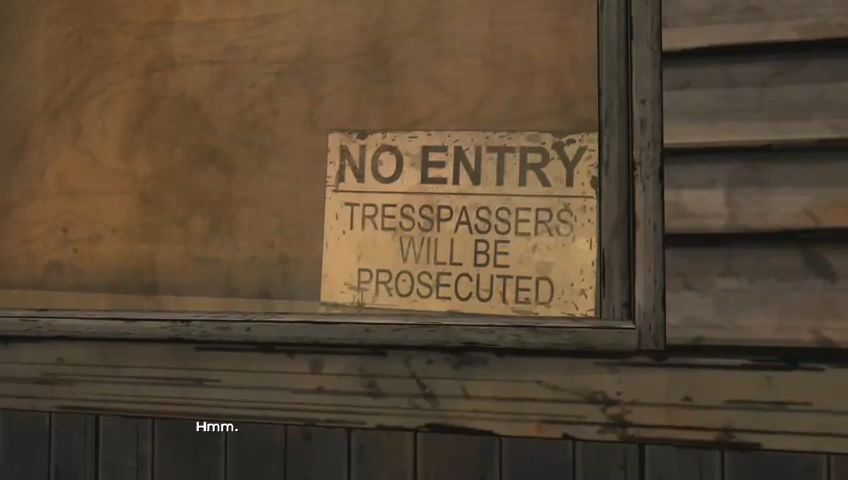 NO ENTRY
TRESSPASSERS
WILL BE
PROSECUTED
Hmm.